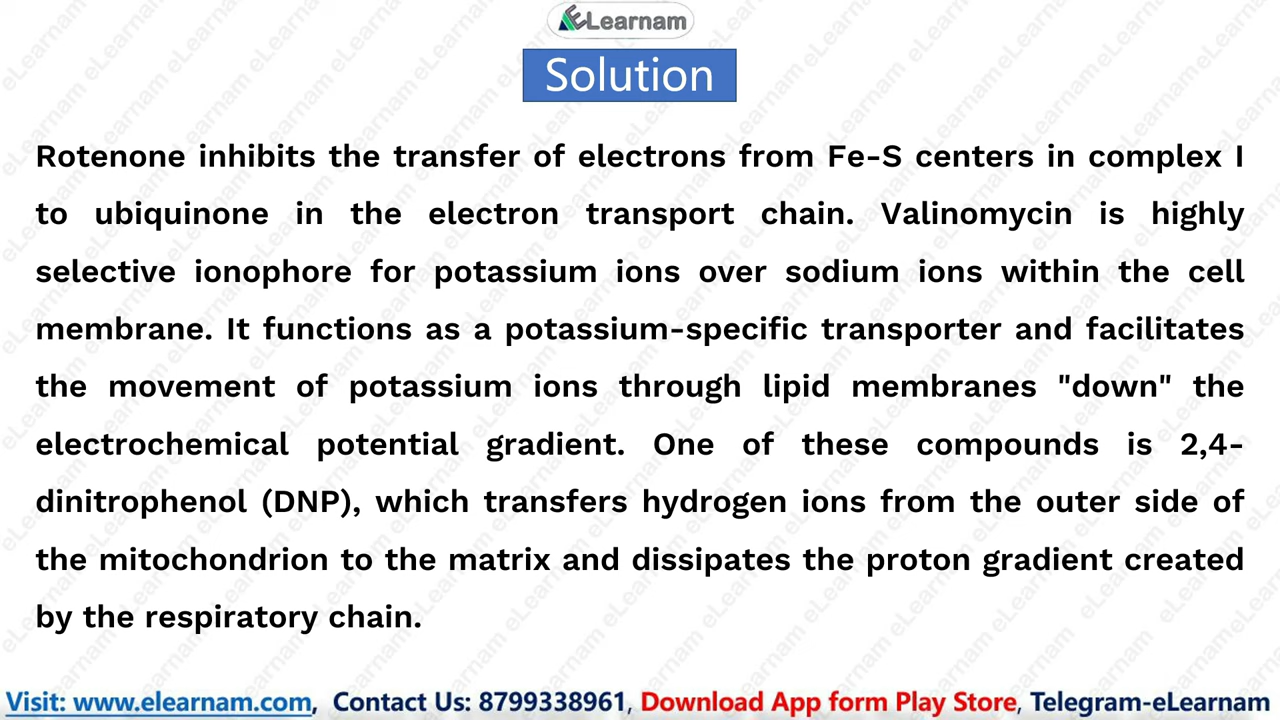 ELearnam
Solution
Rotenone inhibits the transfer of electrons from Fe-S centers in complex I
to ubiquinone in the electron transport chain. Valinomycin is highly
selective ionophore for potassium ions over sodium ions within the cell
membrane. It functions as a potassium-specific transporter and facilitates
the movement of potassium ions through lipid membranes "down" the
electrochemical potential gradient. One of these compounds is 2,4-
dinitrophenol (DNP), which transfers hydrogen ions from the outer side of
the mitochondrion to the matrix and dissipates the proton gradient created
by the respiratory chain.
Visit: www.elearnam.com, Contact Us: 8799338961, Download App form Play Store, Telegram-eLearnam